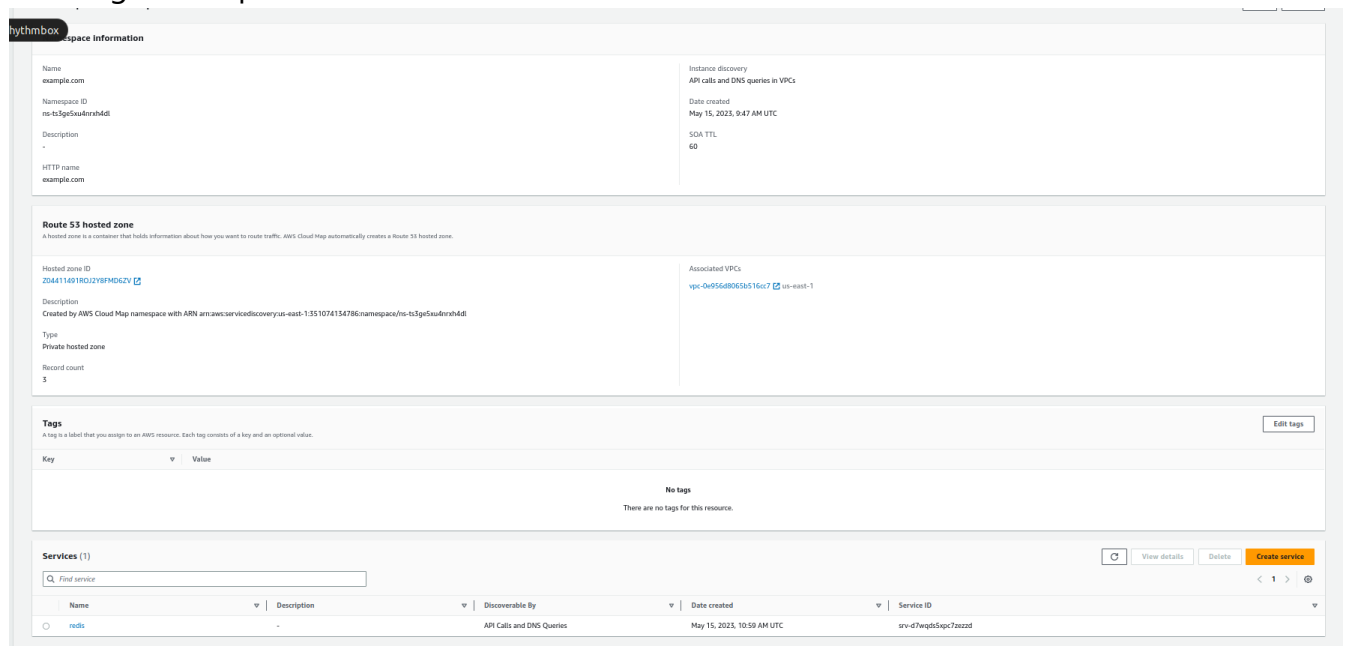 hythmbox
espace information
Name
example.com
Namespace ID
ns-ts3ge5xu4nrxh4dl
Description
-
HTTP name
example.com
Instance discovery
API calls and DNS queries in VPCs
Date created
May 15, 2023, 9:47 AM UTC
SOA TTL
60
Route 53 hosted zone
A hosted zone is a container that holds information about how you want to route traffic. AWS Cloud Map automatically creates a Route 53 hosted zone.
Hosted zone ID
Z04411491ROJ2Y8FMD6ZV
Description
Created by AWS Cloud Map namespace with ARN arn:aws:servicediscovery:us-east-1:351074134786:namespace/ns-ts3ge5xu4nrxh4dl
Type
Private hosted zone
Record count
3
Associated VPCs
vpc-0e956d8065b516cc7 us-east-1
Tags
A tag is a label that you assign to an AWS resource. Each tag consists of a key and an optional value.
Edit tags
Key Value
No tags
There are no tags for this resource.
Services (1)
View details Delete Create service
Find service
< 1 >
Name Description Discoverable By Date created Service ID
redis - API Calls and DNS Queries May 15, 2023, 10:59 AM UTC srv-d7wqds5xpc7zezzd